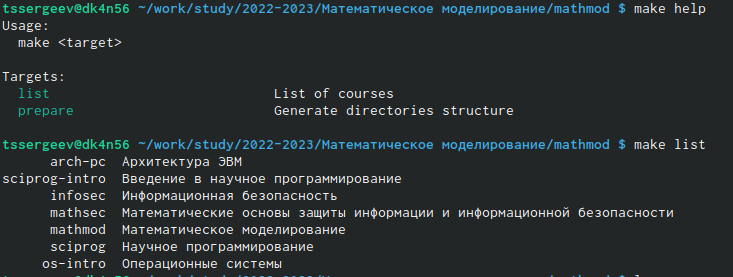 tssergeev@dk4n56 ~/work/study/2022-2023/Математическое моделирование/mathmod $ make help
Usage:
  make <target>

Targets:
  list                            List of courses
  prepare                         Generate directories structure

tssergeev@dk4n56 ~/work/study/2022-2023/Математическое моделирование/mathmod $ make list
      arch-pc  Архитектура ЭВМ
sciprog-intro  Введение в научное программирование
      infosec  Информационная безопасность
      mathsec  Математические основы защиты информации и информационной безопасности
      mathmod  Математическое моделирование
      sciprog  Научное программирование
     os-intro  Операционные системы